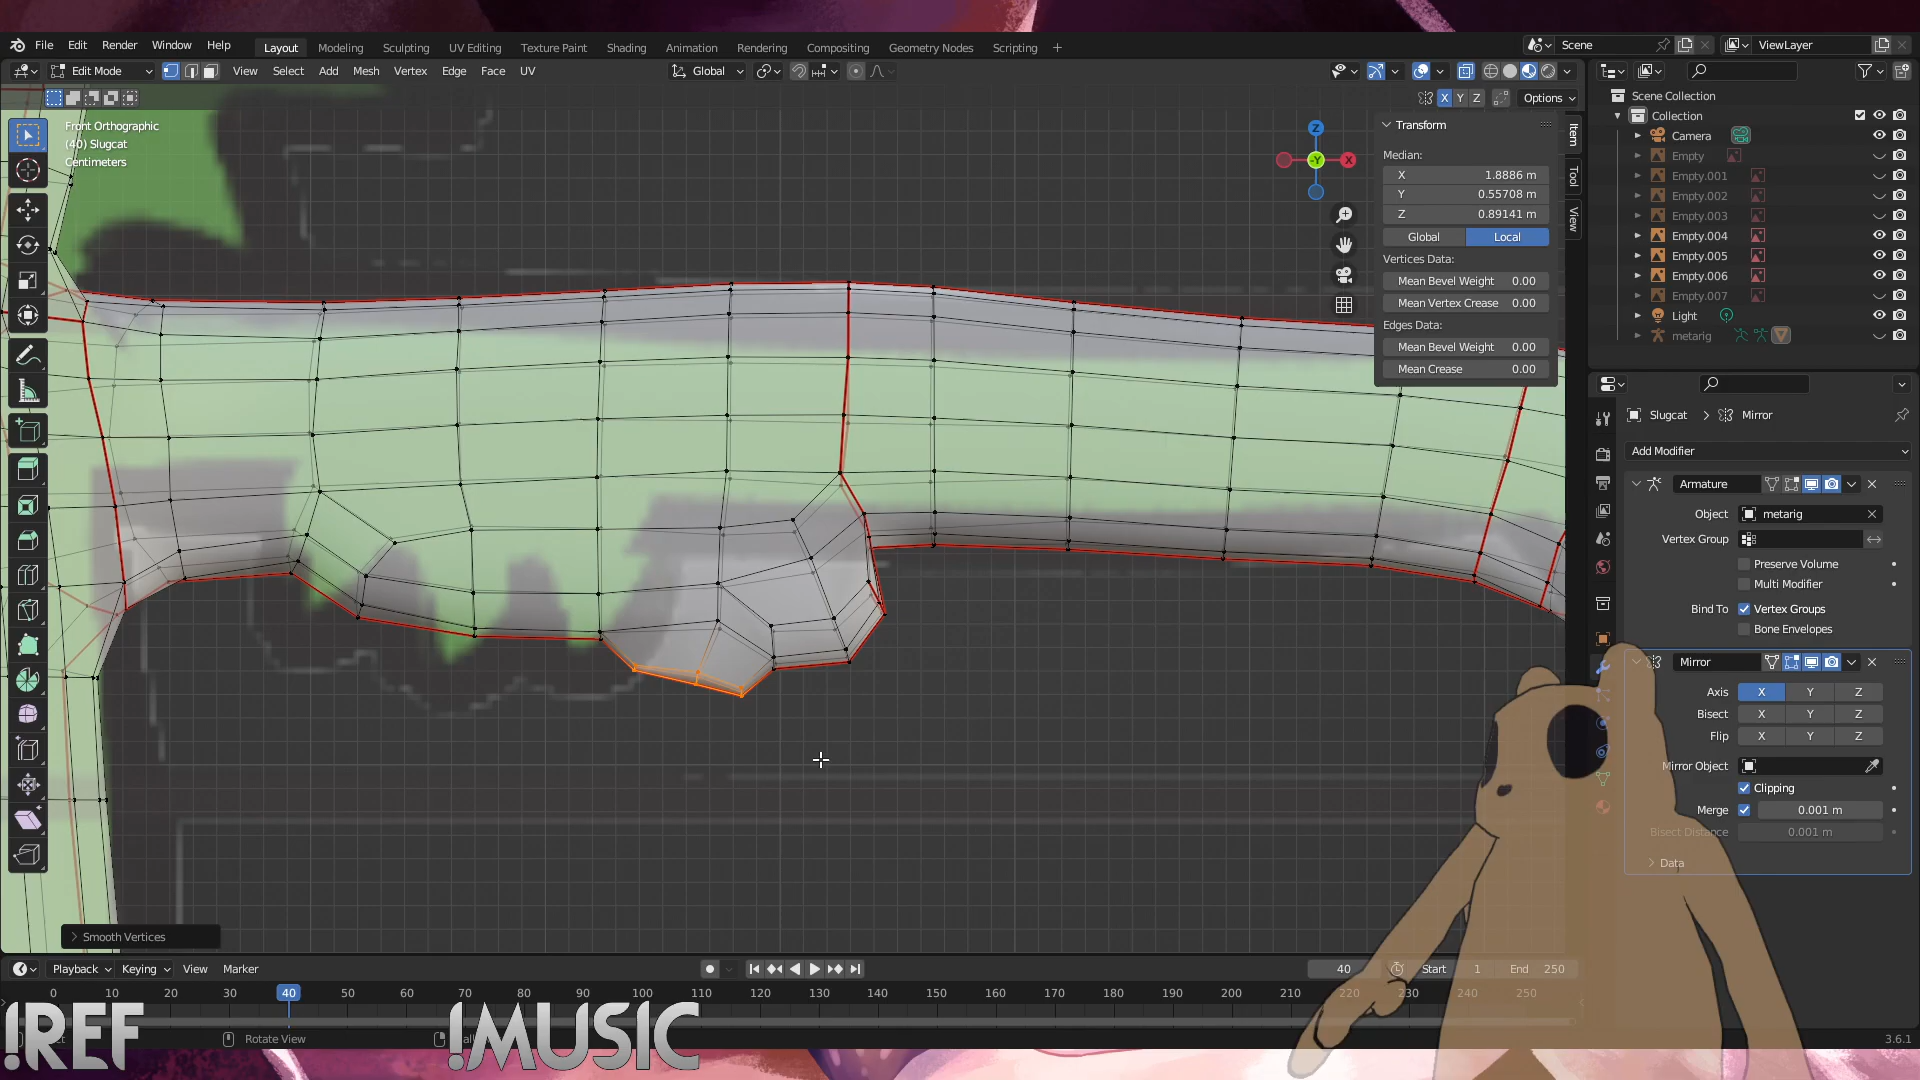 File Edit Render Window Help Layout Modeling Sculpting UV Editing Texture Paint Shading Animation Rendering Compositing Geometry Nodes Scripting + Scene ViewLayer
Edit Mode View Select Add Mesh Vertex Edge Face UV Global
X Y Z Options
Front Orthographic
(40) Slugcat
Centimeters
Z
-Y X
Transform
Median:
X 1.8886 m
Y 0.55708 m
Z 0.89141 m
Global Local
Vertices Data:
Mean Bevel Weight 0.00
Mean Vertex Crease 0.00
Edges Data:
Mean Bevel Weight 0.00
Mean Crease 0.00
Item
Tool
View
Scene Collection
Collection
Camera
Empty
Empty.001
Empty.002
Empty.003
Empty.004
Empty.005
Empty.006
Empty.007
Light
metarig
Slugcat > Mirror
Add Modifier
Armature
Object metarig
Vertex Group
Preserve Volume
Multi Modifier
Bind To Vertex Groups
Bone Envelopes
Mirror
Axis X Y Z
Bisect X Y Z
Flip X Y Z
Mirror Object
Clipping
Merge 0.001 m
Bisect Distance 0.001 m
Data
Smooth Vertices
Playback Keying View Marker 40 Start 1 End 250
0 10 20 30 40 50 60 70 80 90 100 110 120 130 140 150 160 170 180 190 200 210 220 230 240 250
!REF !MUSIC
Rotate View
3.6.1